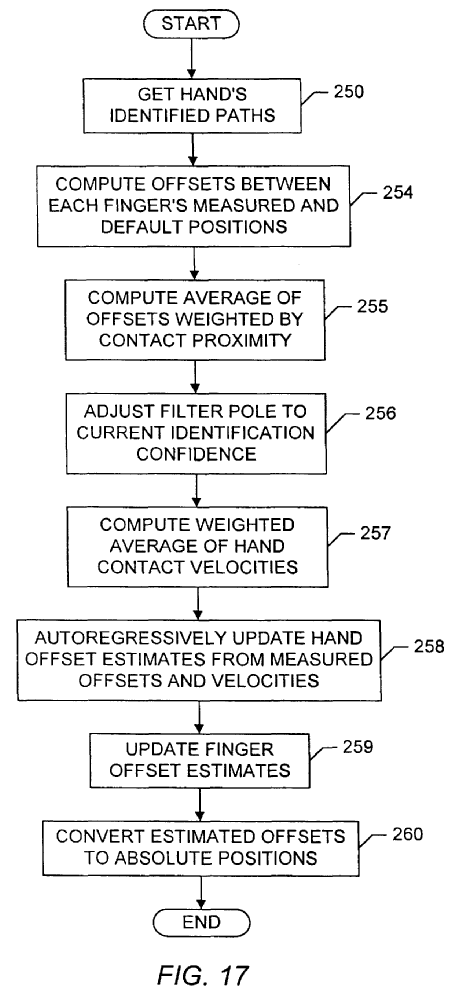 START
GET HAND'S
IDENTIFIED PATHS
250
COMPUTE OFFSETS BETWEEN
EACH FINGER'S MEASURED AND
DEFAULT POSITIONS
254
COMPUTE AVERAGE OF
OFFSETS WEIGHTED BY
CONTACT PROXIMITY
255
ADJUST FILTER POLE TO
CURRENT IDENTIFICATION
CONFIDENCE
256
COMPUTE WEIGHTED
AVERAGE OF HAND
CONTACT VELOCITIES
257
AUTOREGRESSIVELY UPDATE HAND
OFFSET ESTIMATES FROM MEASURED
OFFSETS AND VELOCITIES
258
UPDATE FINGER
OFFSET ESTIMATES
259
CONVERT ESTIMATED OFFSETS
TO ABSOLUTE POSITIONS
260
END
FIG. 17